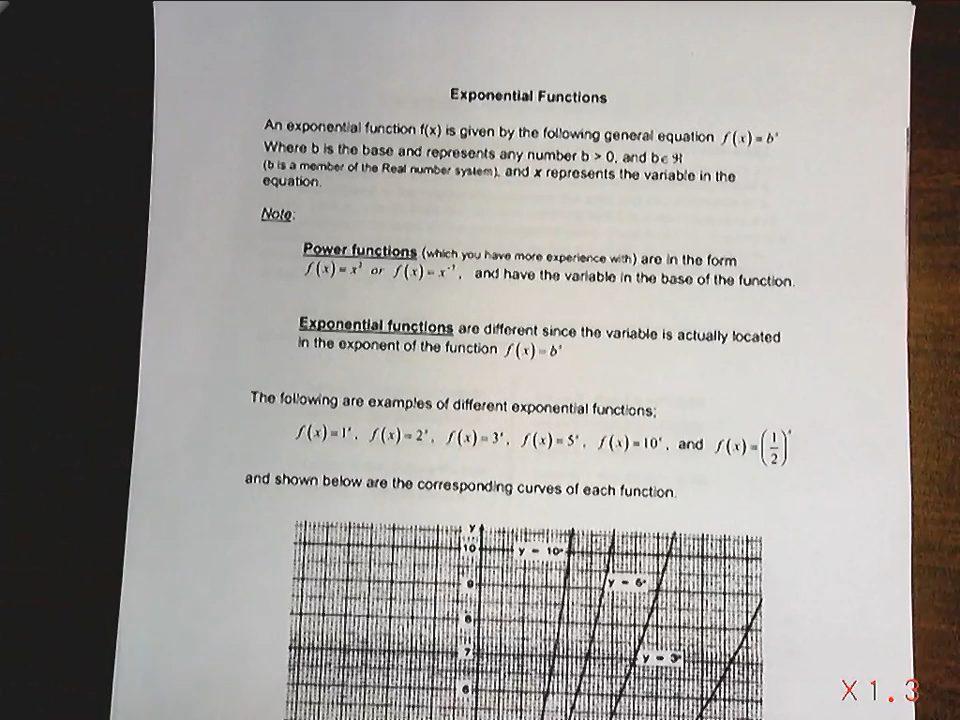 Exponential Functions
An exponential function f(x) is given by the following general equation f(x) = bˣ
Where b is the base and represents any number b > 0, and b ∈ ℜ
(b is a member of the Real number system), and x represents the variable in the
equation.
Note:
Power functions (which you have more experience with) are in the form
f(x) = x² or f(x) = x⁻¹, and have the variable in the base of the function.
Exponential functions are different since the variable is actually located
in the exponent of the function f(x) = bˣ
The following are examples of different exponential functions;
f(x) = 1ˣ, f(x) = 2ˣ, f(x) = 3ˣ, f(x) = 5ˣ, f(x) = 10ˣ, and f(x) = (1/2)ˣ
and shown below are the corresponding curves of each function.
y
10 y = 10ˣ
9 y = 5ˣ
8
7 y = 3ˣ
6
X1.3